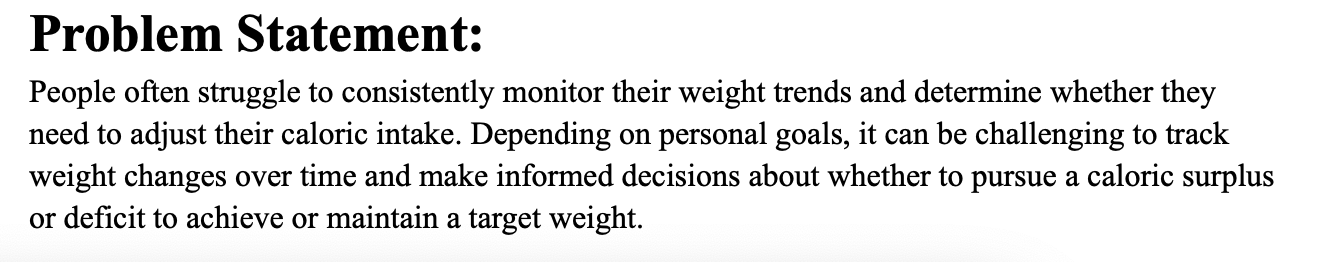 Problem Statement:
People often struggle to consistently monitor their weight trends and determine whether they
need to adjust their caloric intake. Depending on personal goals, it can be challenging to track
weight changes over time and make informed decisions about whether to pursue a caloric surplus
or deficit to achieve or maintain a target weight.